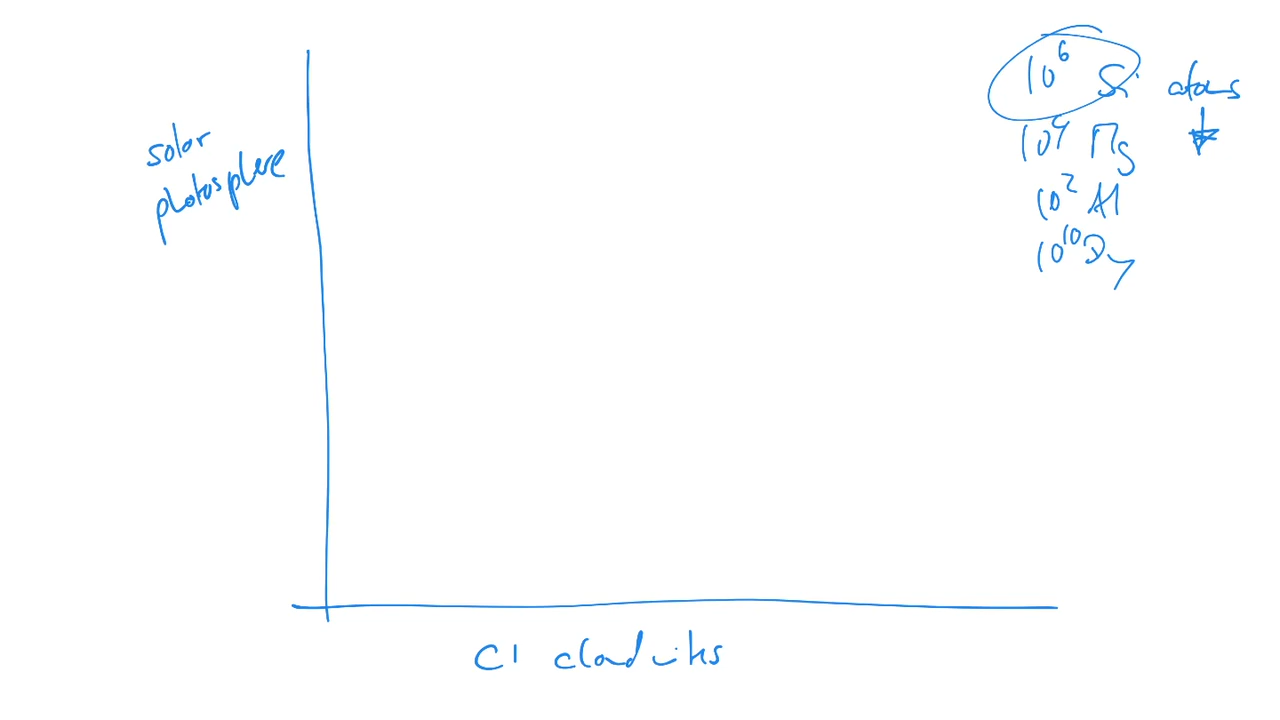 10⁶ Si atoms
10⁴ Mg
10² Al
10¹⁰ Dy
solar
photosphere
CI chondrites